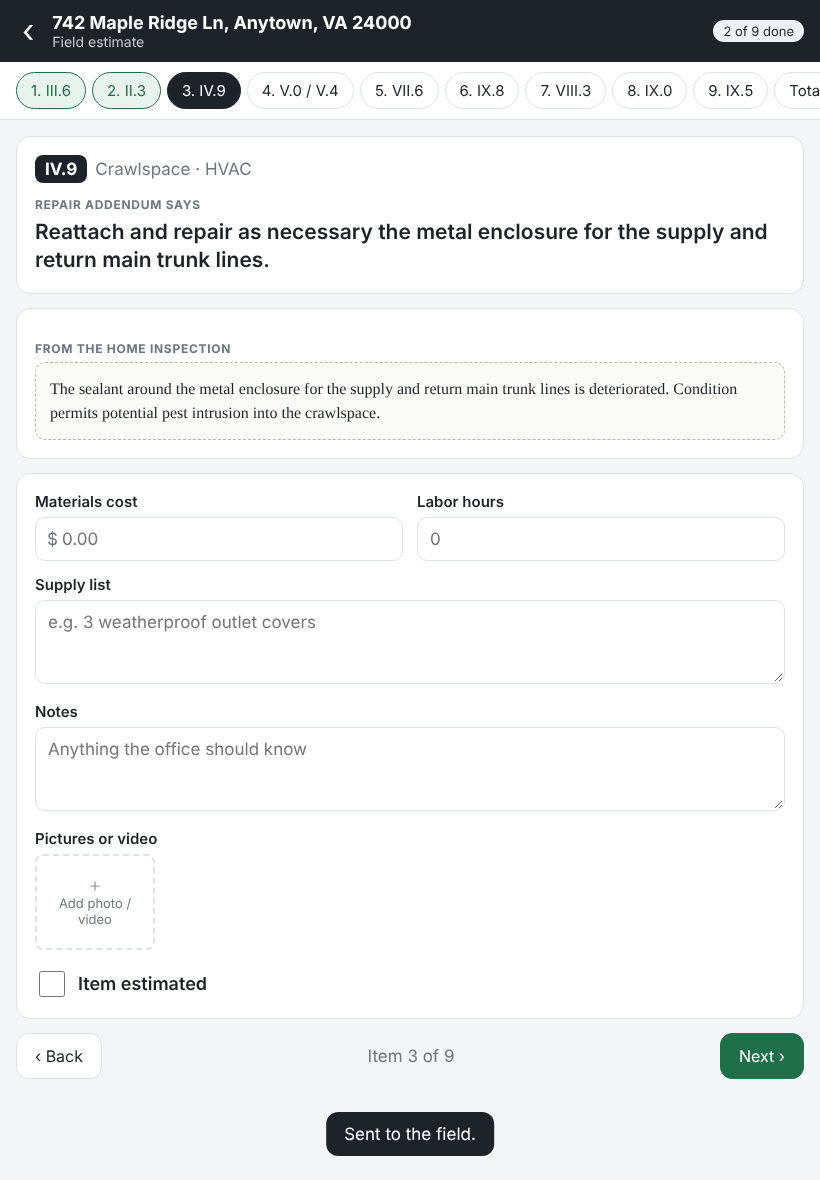 742 Maple Ridge Ln, Anytown, VA 24000
Field estimate
2 of 9 done
1. III.6
2. II.3
3. IV.9
4. V.0 / V.4
5. VII.6
6. IX.8
7. VIII.3
8. IX.0
9. IX.5
Tota
IV.9 Crawlspace · HVAC
REPAIR ADDENDUM SAYS
Reattach and repair as necessary the metal enclosure for the supply and
return main trunk lines.
FROM THE HOME INSPECTION
The sealant around the metal enclosure for the supply and return main trunk lines is deteriorated. Condition
permits potential pest intrusion into the crawlspace.
Materials cost
Labor hours
$ 0.00
0
Supply list
e.g. 3 weatherproof outlet covers
Notes
Anything the office should know
Pictures or video
+
Add photo /
video
Item estimated
‹ Back
Item 3 of 9
Next ›
Sent to the field.